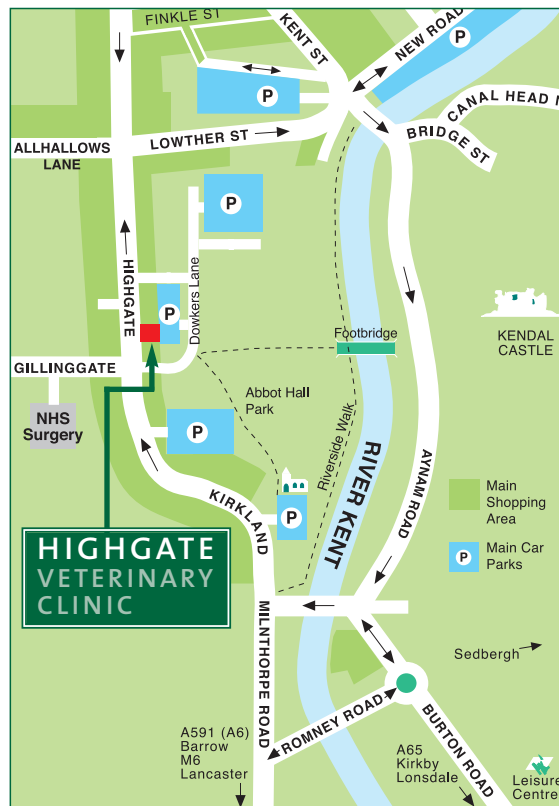 FINKLE ST
KENT ST
NEW ROAD
P
P
CANAL HEAD
BRIDGE ST
ALLHALLOWS
LANE
LOWTHER ST
P
HIGHGATE
Dowkers Lane
P
Footbridge
KENDAL
CASTLE
GILLINGGATE
NHS
Surgery
Abbot Hall
Park
Riverside Walk
RIVER KENT
AYNAM ROAD
P
KIRKLAND
P
Main
Shopping
Area
P
Main Car
Parks
HIGHGATE
VETERINARY
CLINIC
MILNTHORPE ROAD
Sedbergh
ROMNEY ROAD
BURTON ROAD
A591 (A6)
Barrow
M6
Lancaster
A65
Kirkby
Lonsdale
Leisure
Centre